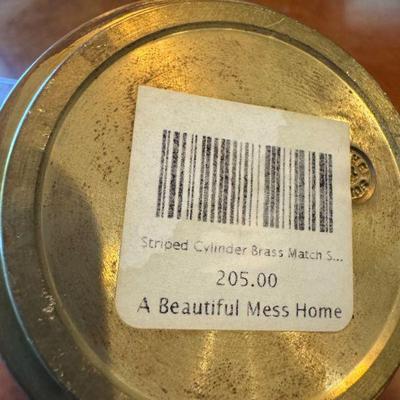 Striped Cylinder Brass Match S...
205.00
A Beautiful Mess Home